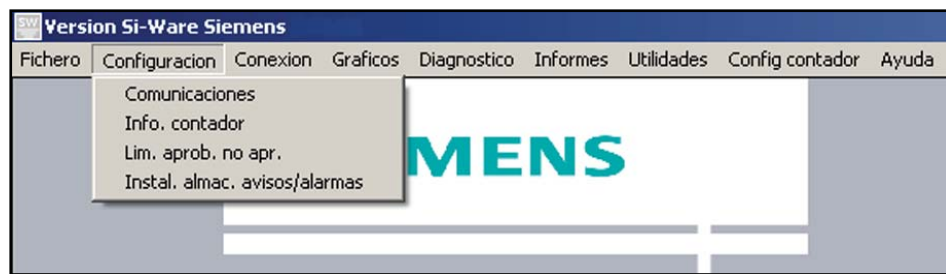 SW Version Si-Ware Siemens
Fichero Configuracion Conexion Graficos Diagnostico Informes Utilidades Config contador Ayuda
Comunicaciones
Info. contador
Lim. aprob. no apr.
Instal. almac. avisos/alarmas
MENS